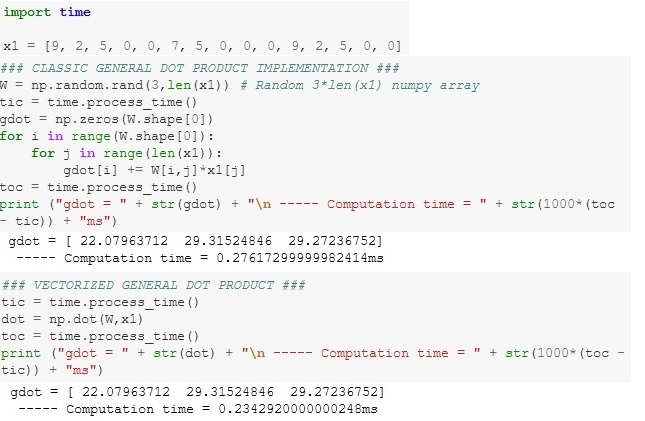 import time
x1 = [9, 2, 5, 0, 0, 7, 5, 0, 0, 0, 9, 2, 5, 0, 0]
### CLASSIC GENERAL DOT PRODUCT IMPLEMENTATION ###
W = np.random.rand(3,len(x1)) # Random 3*len(x1) numpy array
tic = time.process_time()
gdot = np.zeros(W.shape[0])
for i in range(W.shape[0]):
    for j in range(len(x1)):
        gdot[i] += W[i,j]*x1[j]
toc = time.process_time()
print ("gdot = " + str(gdot) + "\n ----- Computation time = " + str(1000*(toc
- tic)) + "ms")
gdot = [ 22.07963712  29.31524846  29.27236752]
 ----- Computation time = 0.27617299999982414ms
### VECTORIZED GENERAL DOT PRODUCT ###
tic = time.process_time()
dot = np.dot(W,x1)
toc = time.process_time()
print ("gdot = " + str(dot) + "\n ----- Computation time = " + str(1000*(toc -
tic)) + "ms")
gdot = [ 22.07963712  29.31524846  29.27236752]
 ----- Computation time = 0.2342920000000248ms